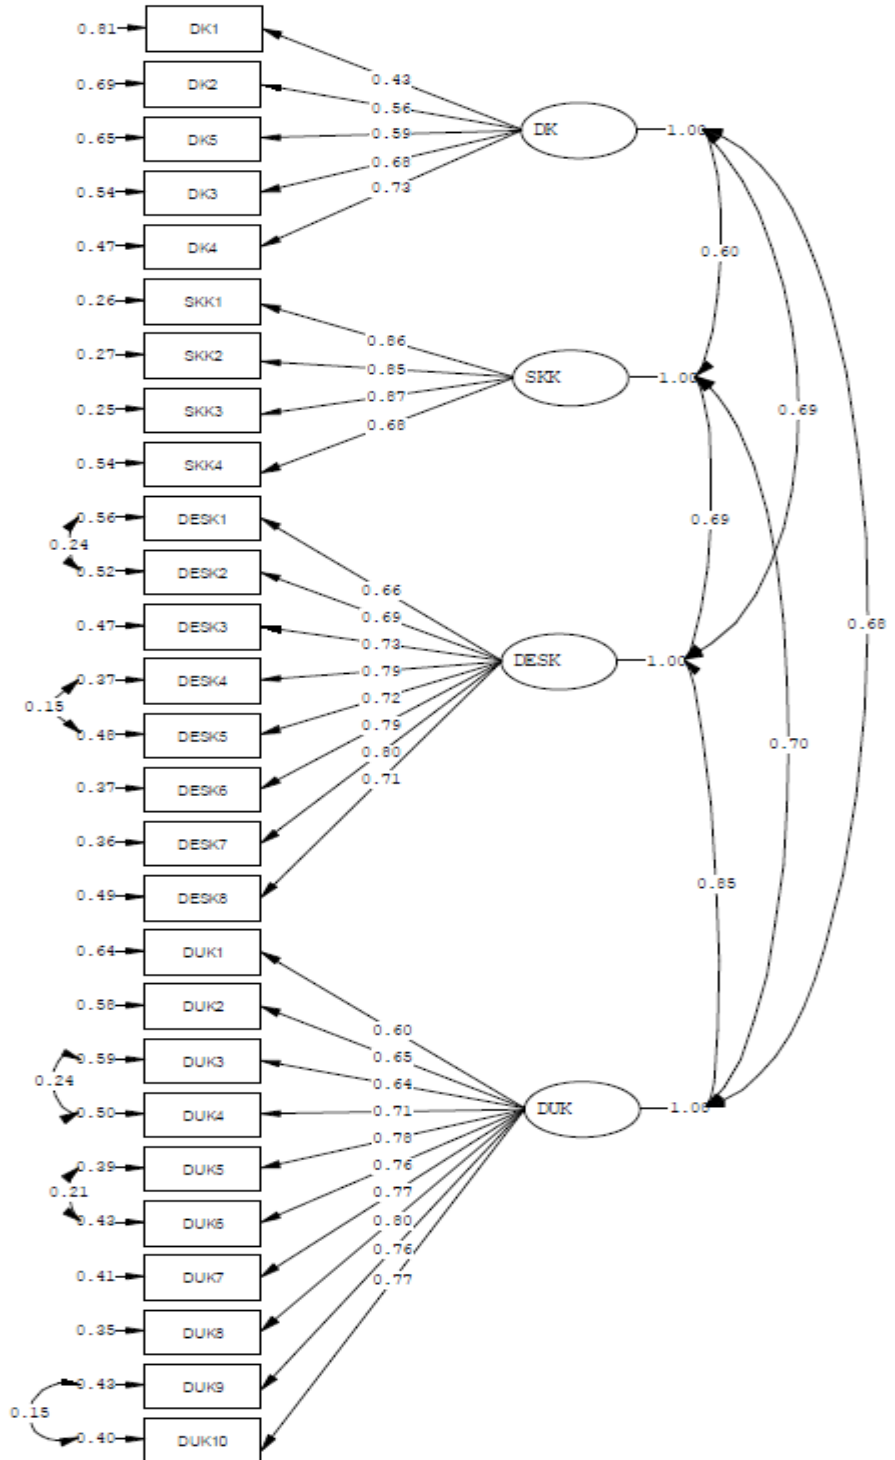 0.81 DK1
0.43
0.69 DK2
0.56
0.65 DK5 0.59 DK 1.00
0.68
0.54 DK3 0.73
0.47 DK4
0.60
0.26 SKK1
0.86
0.27 SKK2 0.85
SKK 1.00
0.87
0.25 SKK3 0.69
0.68
0.54 SKK4
0.56 DESK1 0.69
0.24
0.52 DESK2
0.66
0.69
0.47 DESK3 0.68
0.73
DESK 1.00
0.37 DESK4 0.79
0.15 0.72
0.48 DESK5 0.79
0.70
0.80
0.37 DESK6 0.71
0.36 DESK7
0.85
0.49 DESK8
0.64 DUK1
0.58 DUK2
0.60
0.59 DUK3 0.65
0.24 0.64
0.50 DUK4 0.71 DUK 1.00
0.78
0.39 DUK5 0.76
0.21 0.77
0.43 DUK6 0.80
0.76
0.41 DUK7 0.77
0.35 DUK8
0.43 DUK9
0.15
0.40 DUK10